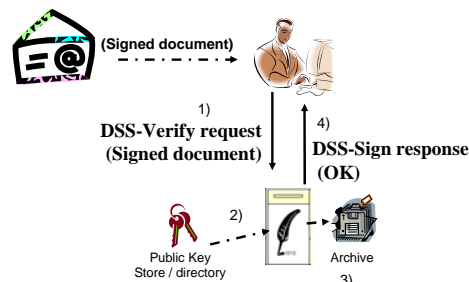 (Signed document)
@
1)
DSS-Verify request
(Signed document)
4)
DSS-Sign response
(OK)
2)
Public Key
Store / directory
Archive
3)